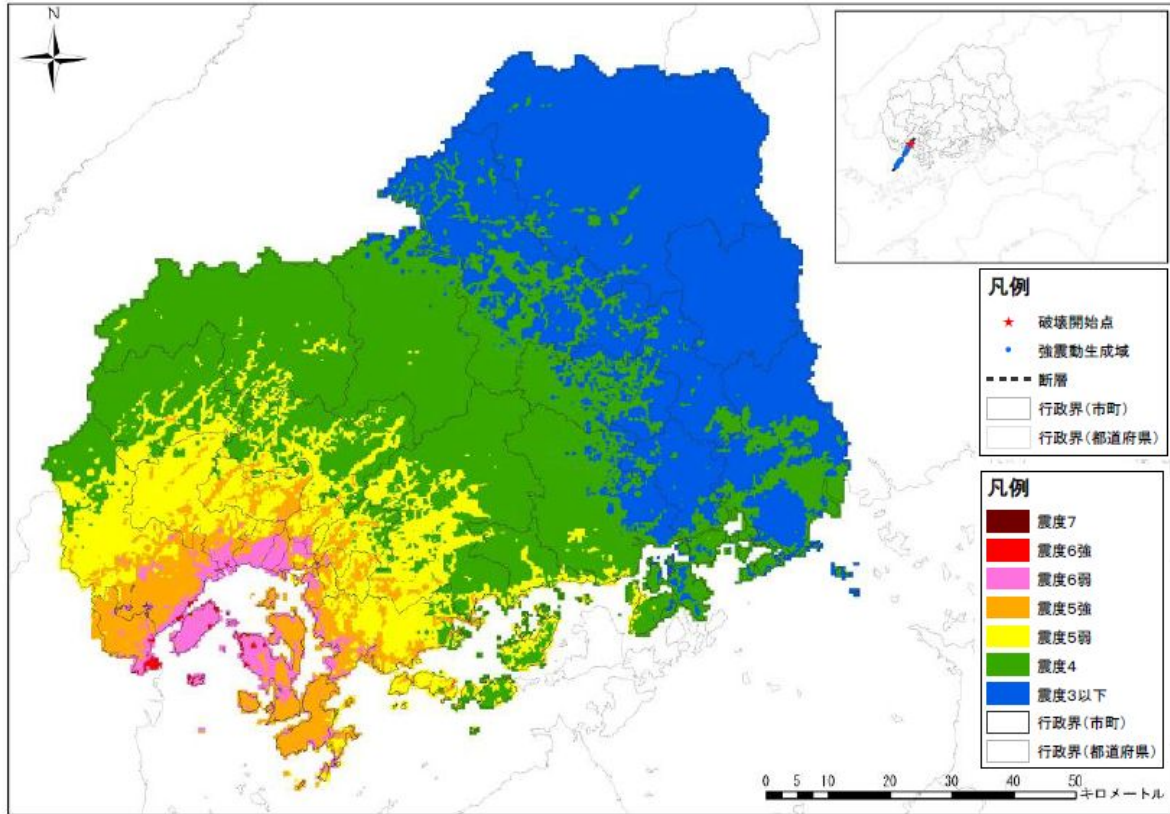 N
凡例
破壊開始点
強震動生成域
断層
行政界(市町)
行政界(都道府県)
凡例
震度7
震度6強
震度6弱
震度5強
震度5弱
震度4
震度3以下
行政界(市町)
行政界(都道府県)
0 5 10 20 30 40 50
キロメートル